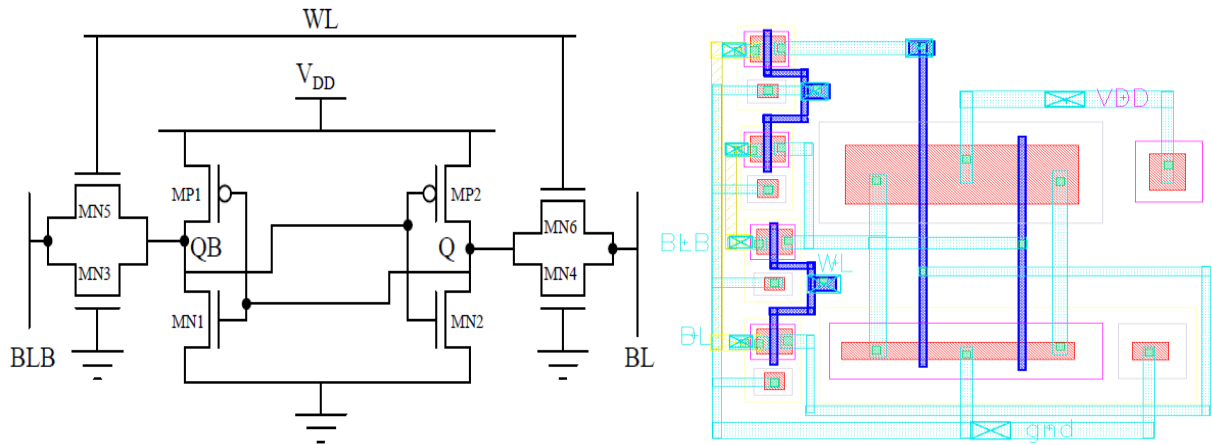 WL
VDD
MP1
MP2
MN5
MN6
QB
Q
MN3
MN4
MN1
MN2
BLB
BL
VDD
BLB
WL
BL
gnd